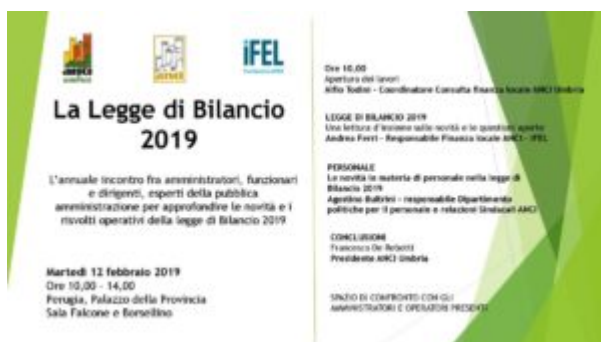 anci
umbria
anci
iFEL
Fondazione ANCI
La Legge di Bilancio
2019
L'annuale incontro fra amministratori, funzionari
e dirigenti, esperti della pubblica
amministrazione per approfondire le novità e i
risvolti operativi della legge di Bilancio 2019
Martedì 12 febbraio 2019
Ore 10,00 - 14,00
Perugia, Palazzo della Provincia
Sala Falcone e Borsellino
Ore 10,00
Apertura dei lavori
Alfio Todini - Coordinatore Consulta finanza locale ANCI Umbria
LEGGE DI BILANCIO 2019
Una lettura d'insieme sulle novità e le questioni aperte
Andrea Ferri - Responsabile Finanza locale ANCI - IFEL
PERSONALE
Le novità in materia di personale nella legge di
Bilancio 2019
Agostino Bultrini - responsabile Dipartimento
politiche per il personale e relazioni Sindacali ANCI
CONCLUSIONI
Francesco De Rebotti
Presidente ANCI Umbria
SPAZIO DI CONFRONTO CON GLI
AMMINISTRATORI E OPERATORI PRESENTI